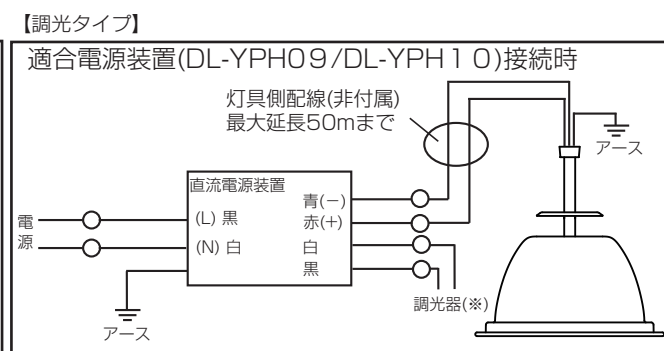 【調光タイプ】
適合電源装置(DL-YPH09/DL-YPH10)接続時
灯具側配線(非付属)
最大延長50mまで
アース
直流電源装置
電源
(L) 黒
(N) 白
青(−)
赤(+)
白
黒
調光器(※)
アース